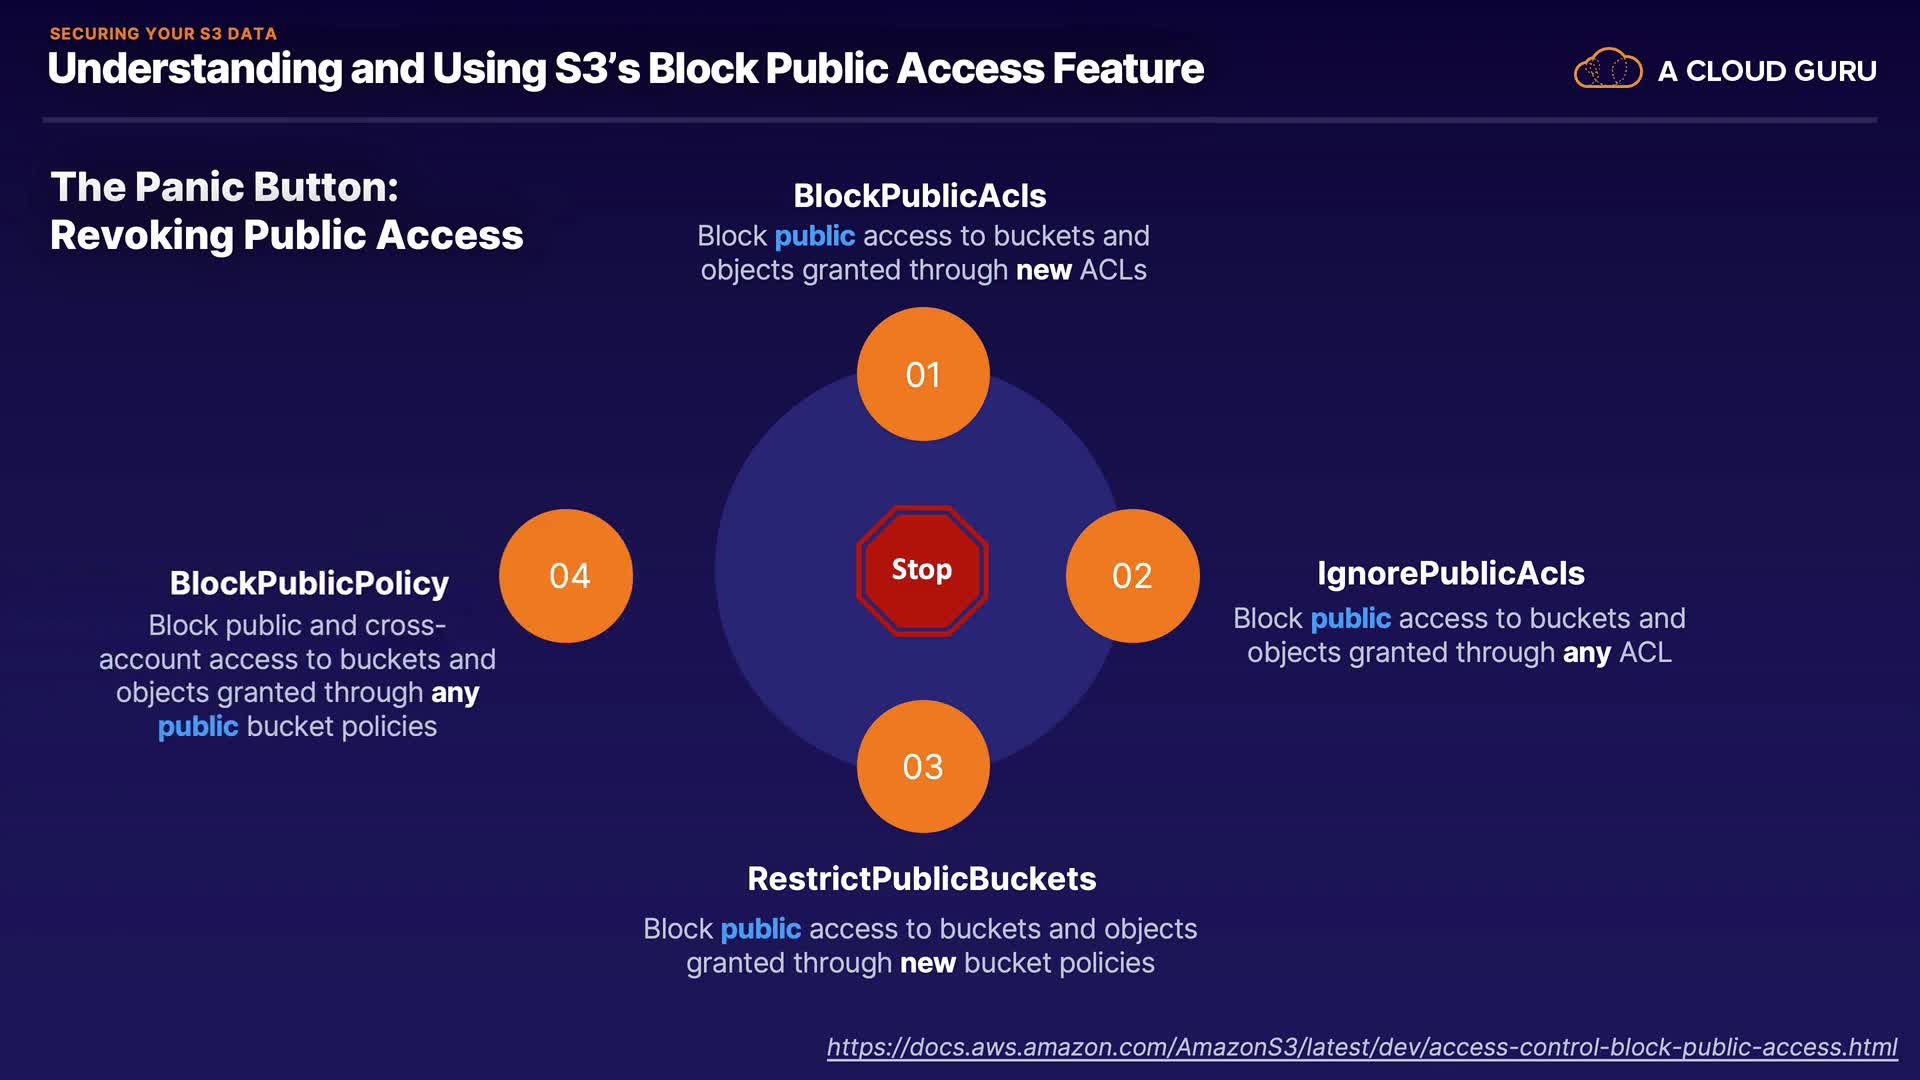 SECURING YOUR S3 DATA
Understanding and Using S3’s Block Public Access Feature
A CLOUD GURU
The Panic Button:
Revoking Public Access
BlockPublicAcls
Block public access to buckets and
objects granted through new ACLs
01
Stop
02
IgnorePublicAcls
Block public access to buckets and
objects granted through any ACL
03
RestrictPublicBuckets
Block public access to buckets and objects
granted through new bucket policies
04
BlockPublicPolicy
Block public and cross-
account access to buckets and
objects granted through any
public bucket policies
https://docs.aws.amazon.com/AmazonS3/latest/dev/access-control-block-public-access.html